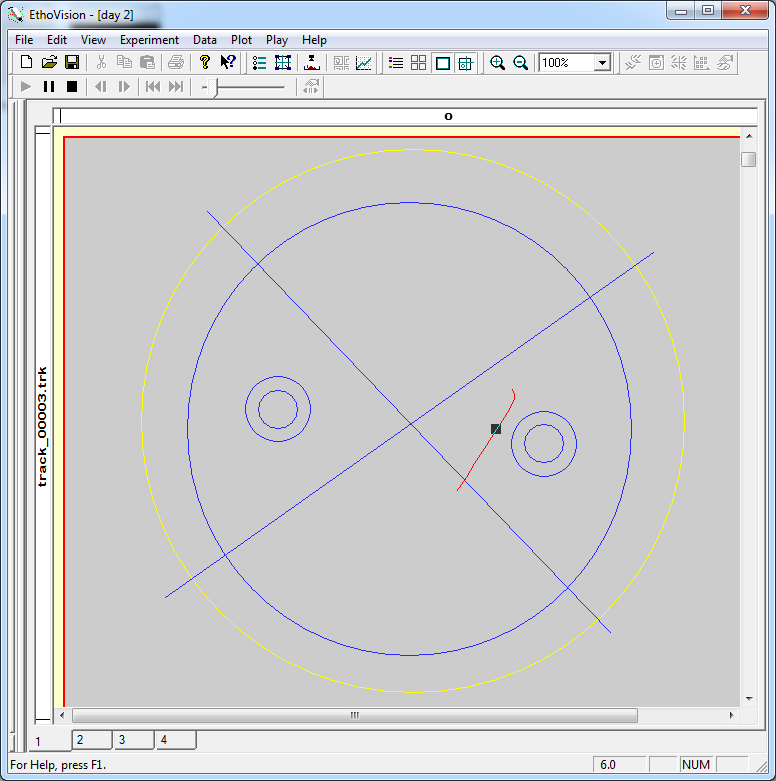 EthoVision - [day 2]
File Edit View Experiment Data Plot Play Help
100%
o
track_00003.trk
1 2 3 4
For Help, press F1.
6.0
NUM